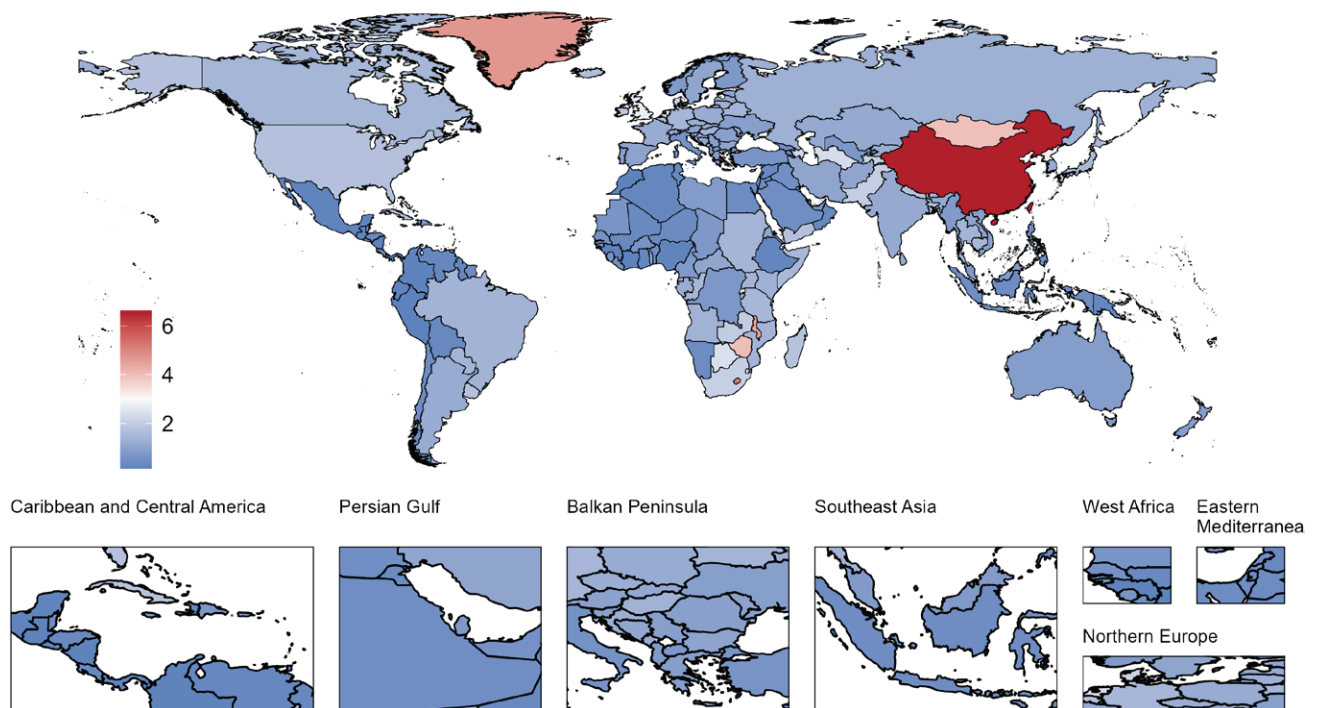 6
4
2
Caribbean and Central America
Persian Gulf
Balkan Peninsula
Southeast Asia
West Africa
Eastern
Mediterranea
Northern Europe